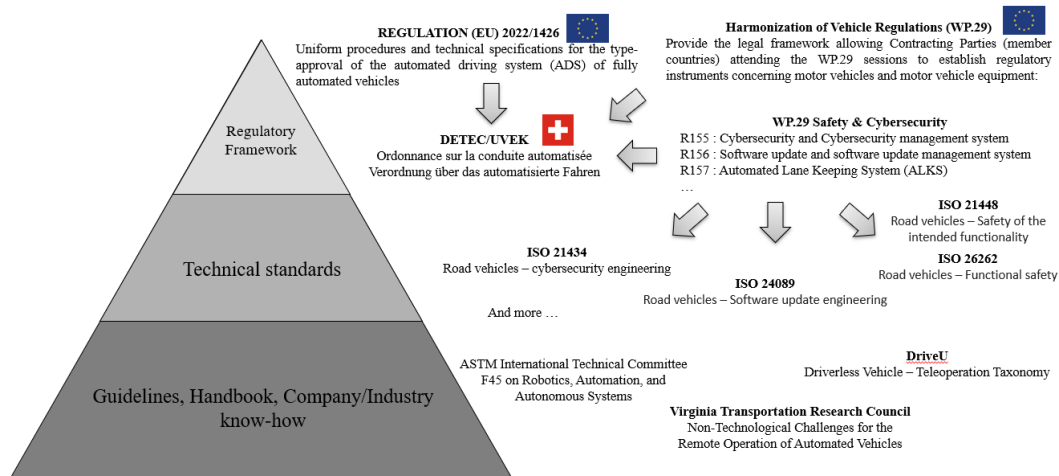 REGULATION (EU) 2022/1426
Uniform procedures and technical specifications for the type-
approval of the automated driving system (ADS) of fully
automated vehicles
Harmonization of Vehicle Regulations (WP.29)
Provide the legal framework allowing Contracting Parties (member
countries) attending the WP.29 sessions to establish regulatory
instruments concerning motor vehicles and motor vehicle equipment:
Regulatory
Framework
DETEC/UVEK
Ordonnance sur la conduite automatisée
Verordnung über das automatisierte Fahren
WP.29 Safety & Cybersecurity
R155 : Cybersecurity and Cybersecurity management system
R156 : Software update and software update management system
R157 : Automated Lane Keeping System (ALKS)
…
Technical standards
ISO 21434
Road vehicles – cybersecurity engineering
ISO 24089
Road vehicles – Software update engineering
ISO 21448
Road vehicles – Safety of the
intended functionality
ISO 26262
Road vehicles – Functional safety
And more …
Guidelines, Handbook, Company/Industry
know-how
ASTM International Technical Committee
F45 on Robotics, Automation, and
Autonomous Systems
Virginia Transportation Research Council
Non-Technological Challenges for the
Remote Operation of Automated Vehicles
DriveU
Driverless Vehicle – Teleoperation Taxonomy